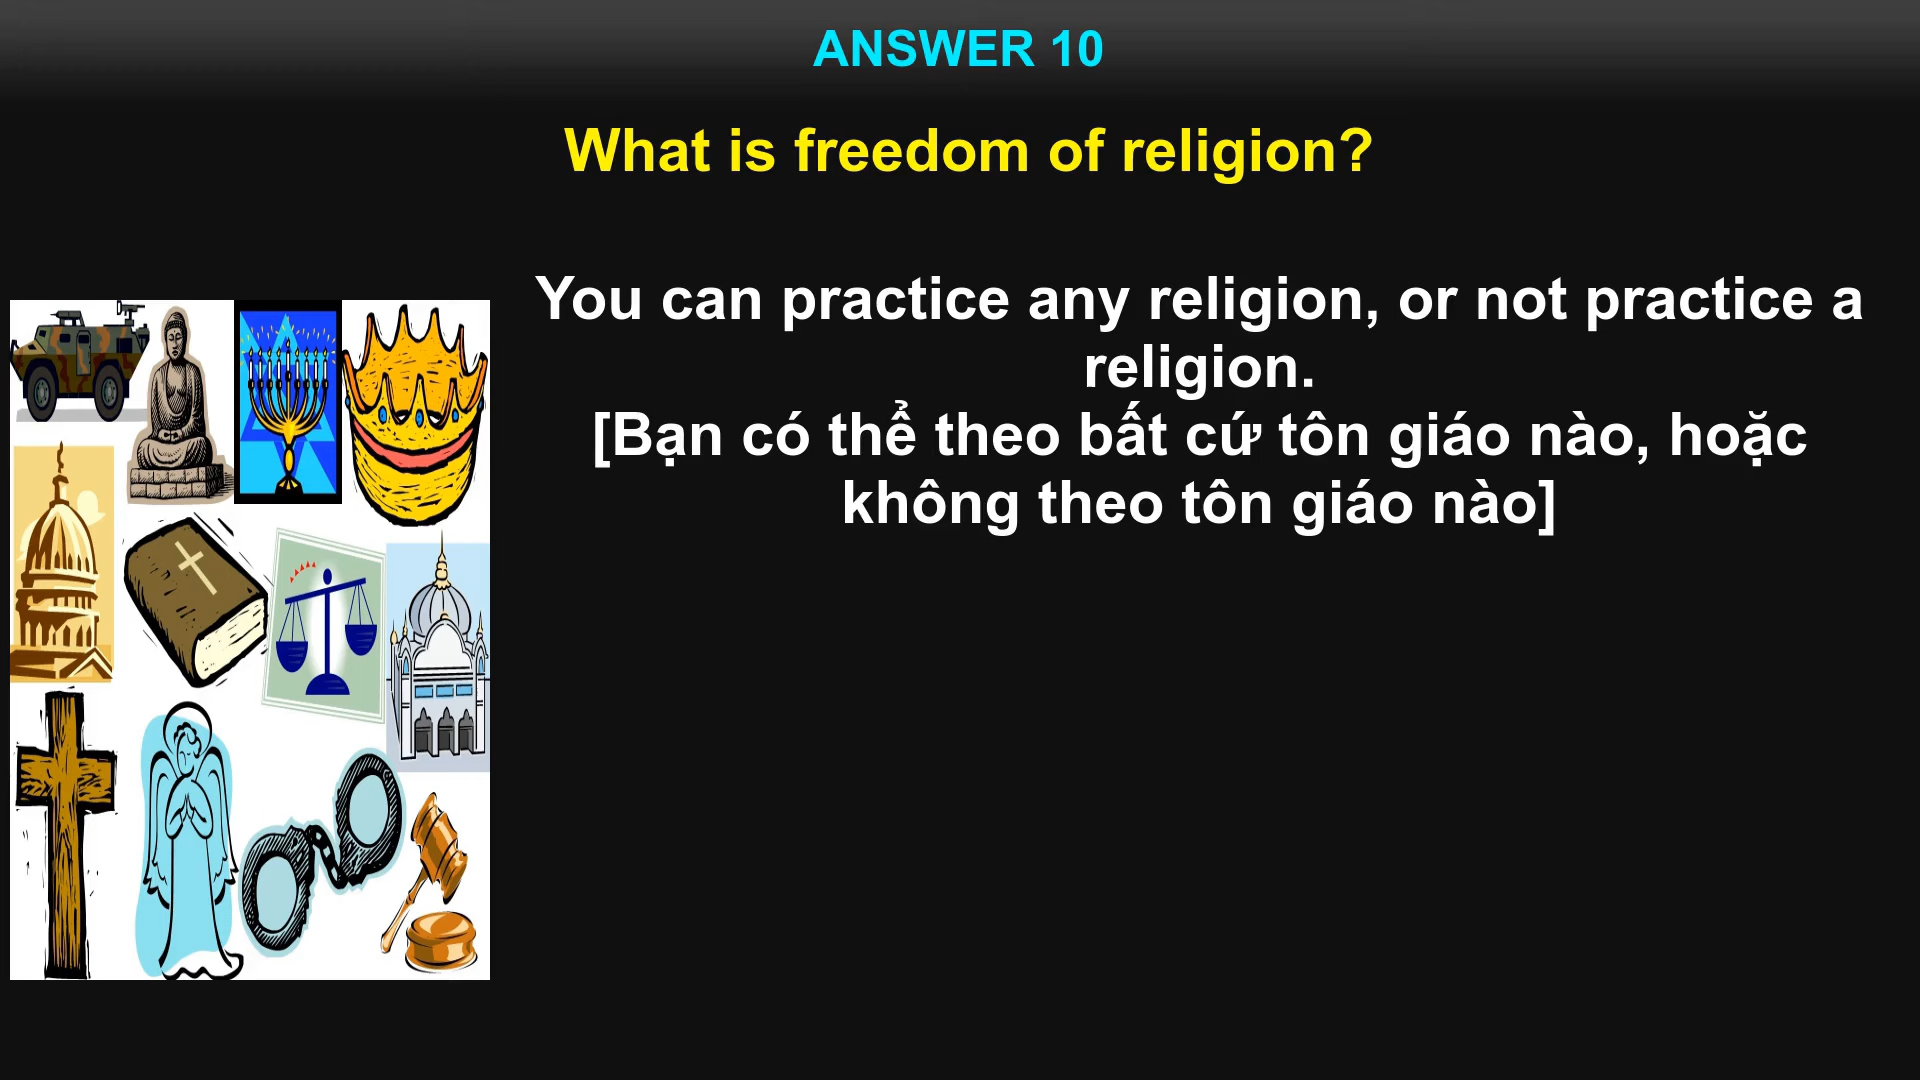 ANSWER 10
What is freedom of religion?
You can practice any religion, or not practice a
religion.
[Bạn có thể theo bất cứ tôn giáo nào, hoặc
không theo tôn giáo nào]